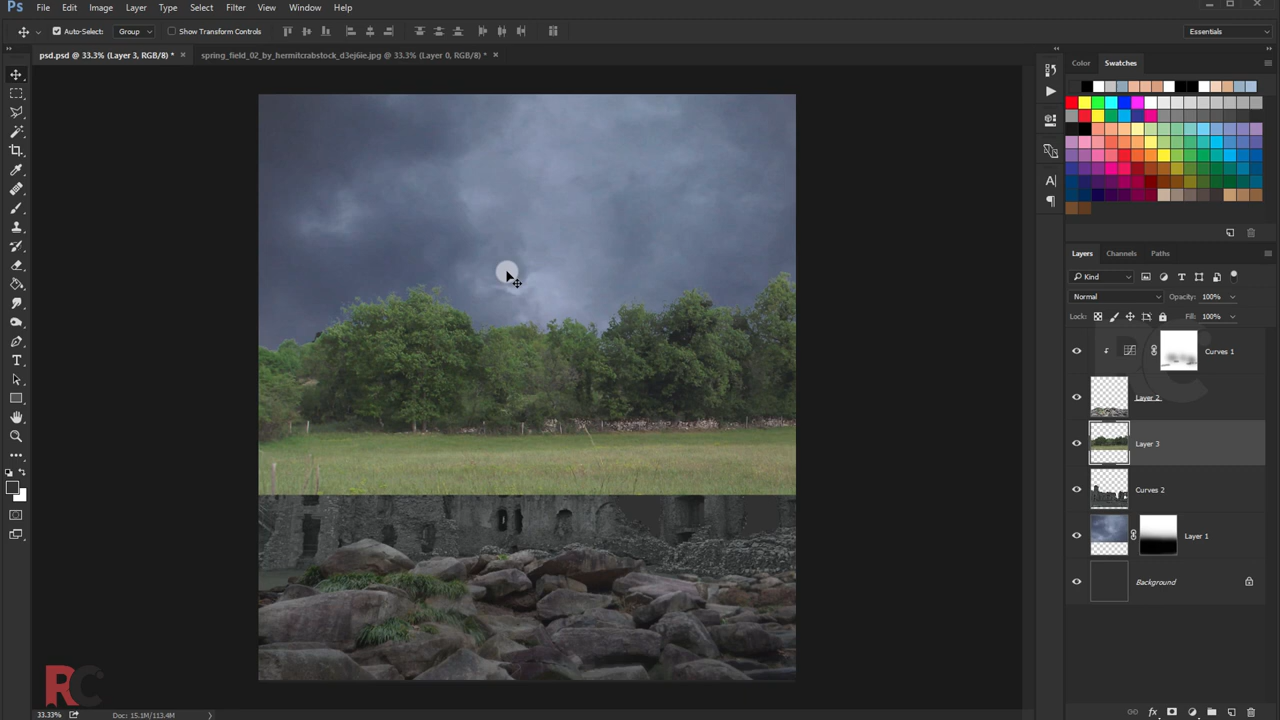 Ps File Edit Image Layer Type Select Filter View Window Help
Auto-Select: Group Show Transform Controls Essentials
psd.psd @ 33.3% (Layer 3, RGB/8) * × spring_field_02_by_hermitcrabstock_d3ej6ie.jpg @ 33.3% (Layer 0, RGB/8) * ×
Color Swatches
Layers Channels Paths
Kind
Normal Opacity: 100%
Lock: Fill: 100%
Curves 1
Layer 2
Layer 3
Curves 2
Layer 1
Background
RC
33.33% Doc: 15.1M/113.4M